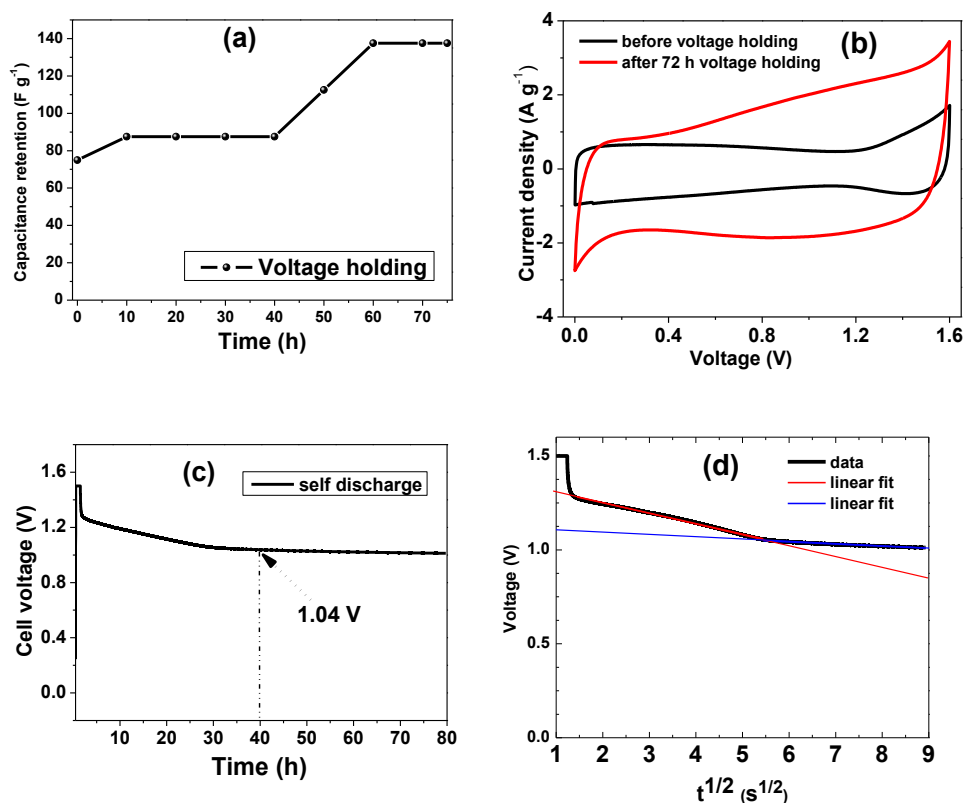 (a)
Capacitance retention (F g⁻¹)
140
120
100
80
60
40
20
0
Voltage holding
0 10 20 30 40 50 60 70
Time (h)
(b)
before voltage holding
after 72 h voltage holding
Current density (A g⁻¹)
4
2
0
-2
-4
0.0 0.4 0.8 1.2 1.6
Voltage (V)
(c)
self discharge
Cell voltage (V)
1.6
1.2
0.8
0.4
0.0
1.04 V
10 20 30 40 50 60 70 80
Time (h)
(d)
data
linear fit
linear fit
Voltage (V)
1.5
1.0
0.5
0.0
1 2 3 4 5 6 7 8 9
t^1/2 (s^1/2)